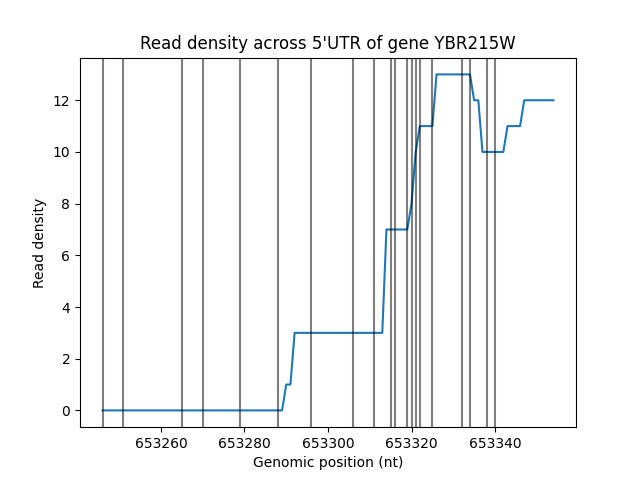 Read density across 5'UTR of gene YBR215W
12
10
8
6
4
2
0
Read density
653260 653280 653300 653320 653340
Genomic position (nt)